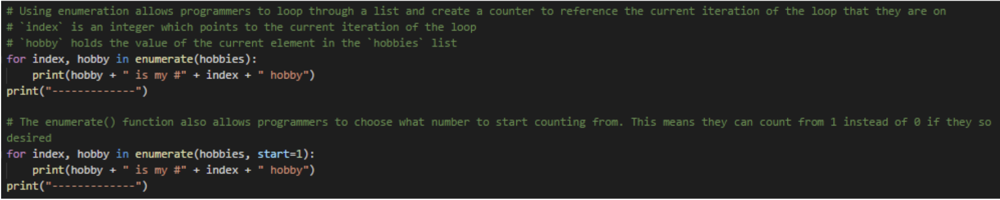 # Using enumeration allows programmers to loop through a list and create a counter to reference the current iteration of the loop that they are on
# `index` is an integer which points to the current iteration of the loop
# `hobby` holds the value of the current element in the `hobbies` list
for index, hobby in enumerate(hobbies):
    print(hobby + " is my #" + index + " hobby")
print("-------------")

# The enumerate() function also allows programmers to choose what number to start counting from. This means they can count from 1 instead of 0 if they so
desired
for index, hobby in enumerate(hobbies, start=1):
    print(hobby + " is my #" + index + " hobby")
print("-------------")